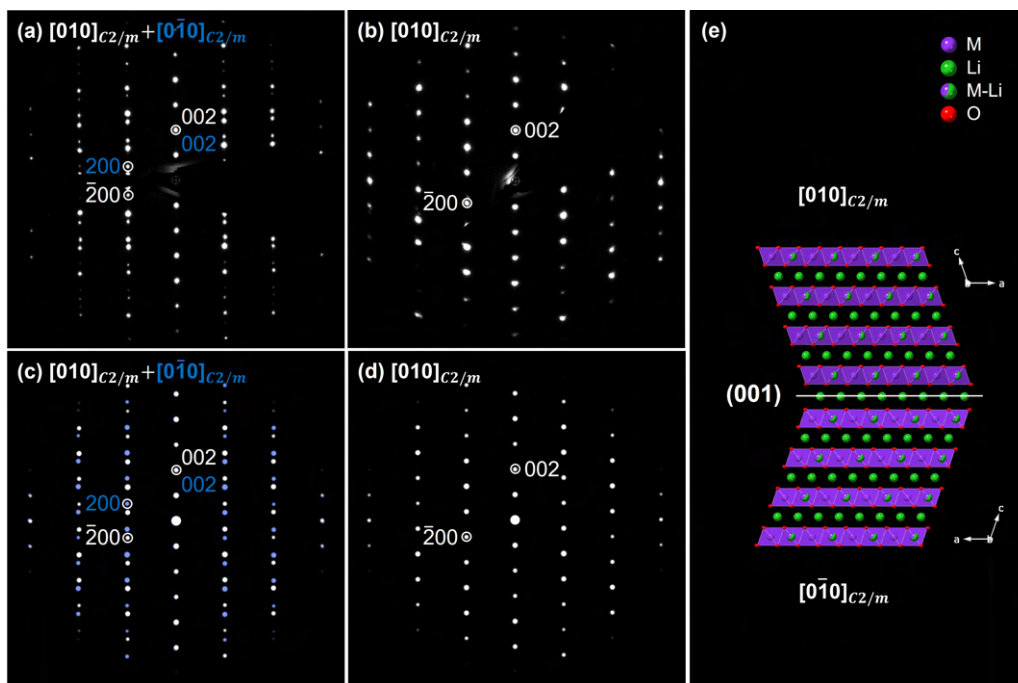 (a) [010]C2/m+[01̄0]C2/m
002
002
200
2̄00
(b) [010]C2/m
002
2̄00
(c) [010]C2/m+[01̄0]C2/m
002
002
200
2̄00
(d) [010]C2/m
002
2̄00
(e)
M
Li
M-Li
O
[010]C2/m
c
b
a
(001)
c
a
b
[01̄0]C2/m